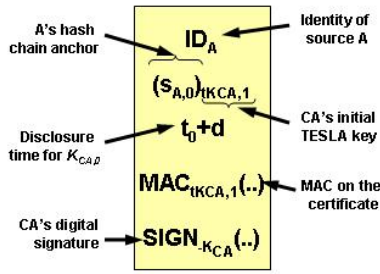 A's hash
chain anchor
ID_A
Identity of
source A
(s_A,0)_tKCA,1
Disclosure
time for K_CA,0
t_0+d
CA's initial
TESLA key
MAC_tKCA,1(..)
MAC on the
certificate
CA's digital
signature
SIGN_-K_CA(..)